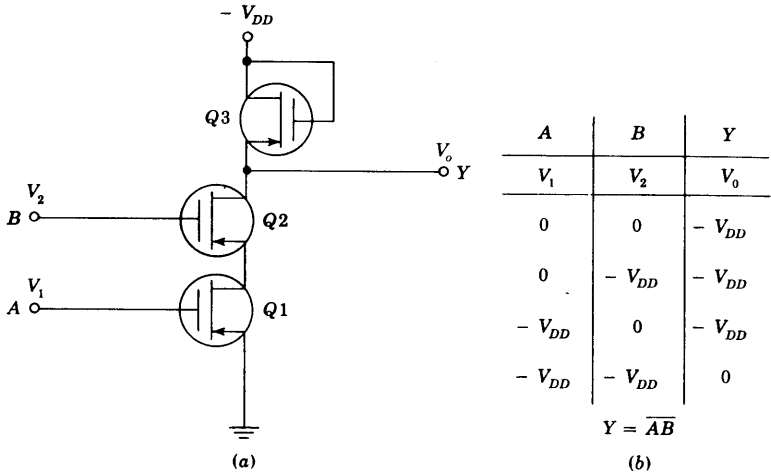 − V_DD
Q3
V_o
Y
V_2
B
Q2
V_1
A
Q1
(a)
A B Y
V_1 V_2 V_0
0 0 − V_DD
0 − V_DD − V_DD
− V_DD 0 − V_DD
− V_DD − V_DD 0
Y = \overline{AB}
(b)